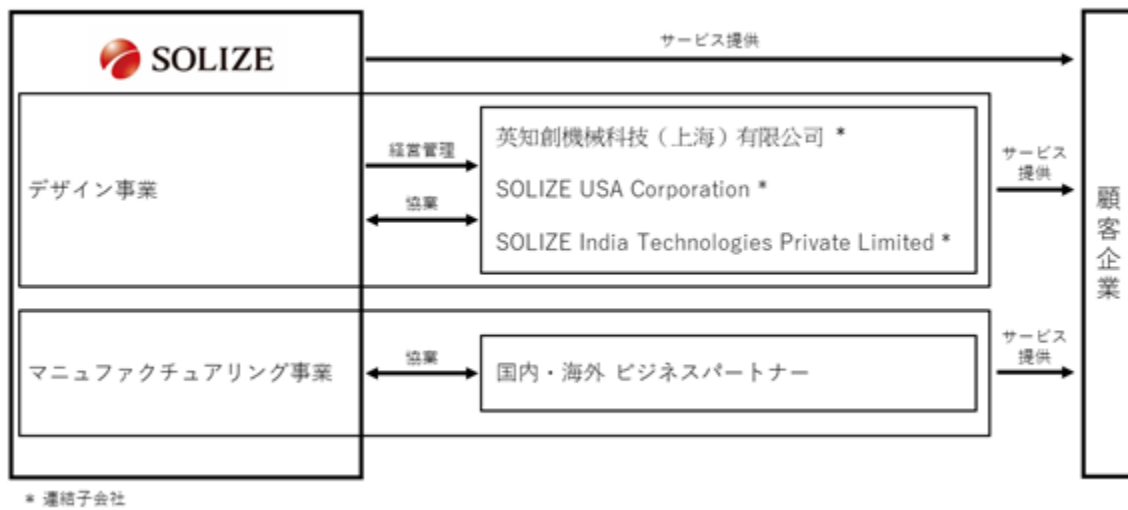 SOLIZE
サービス提供
デザイン事業
経営管理
協業
英知創機械科技（上海）有限公司 *
SOLIZE USA Corporation *
SOLIZE India Technologies Private Limited *
サービス
提供
マニュファクチュアリング事業
協業
国内・海外 ビジネスパートナー
サービス
提供
顧客企業
* 連結子会社